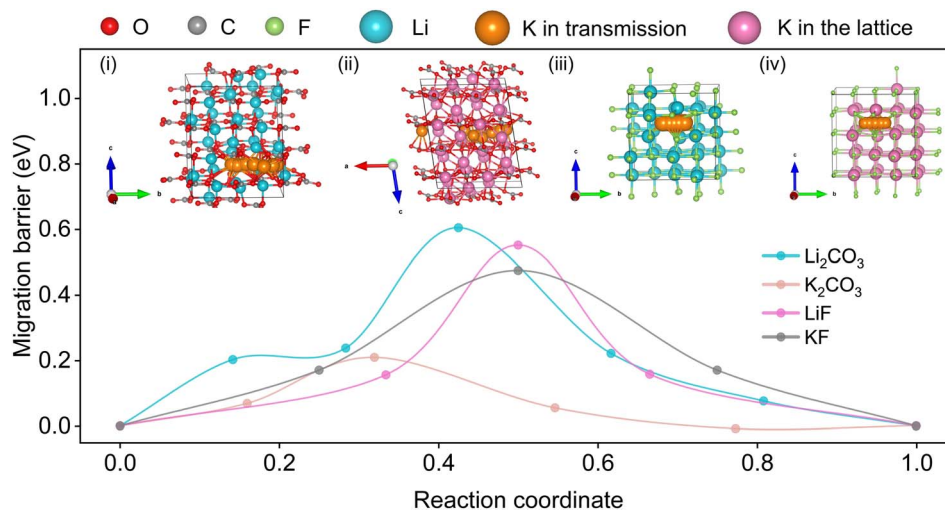 O C F Li K in transmission K in the lattice
(i) (ii) (iii) (iv)
c b
a c
c b
c b
Migration barrier (eV)
1.0
0.8
0.6
0.4
0.2
0.0
Li₂CO₃
K₂CO₃
LiF
KF
0.0 0.2 0.4 0.6 0.8 1.0
Reaction coordinate